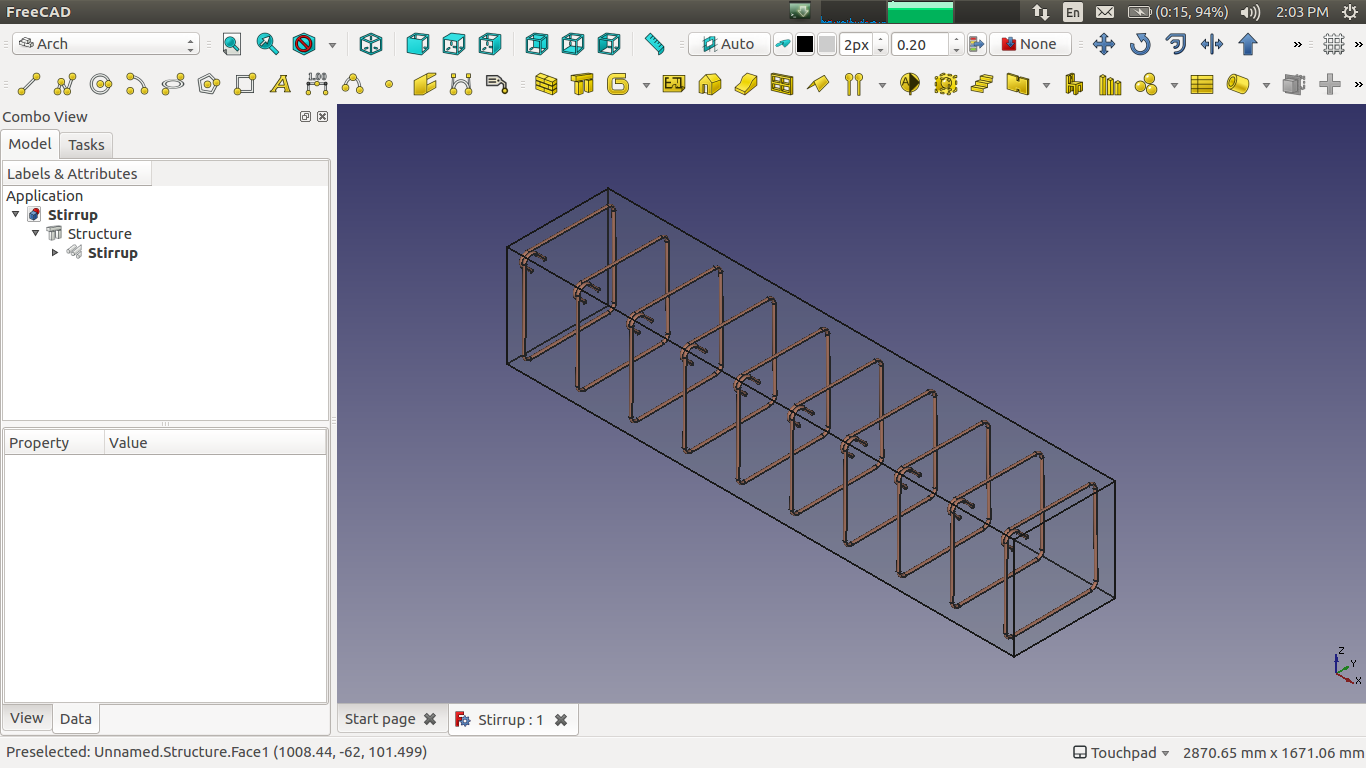 FreeCAD
En (0:15, 94%) 2:03 PM
Arch Auto 2px 0.20 None »  »
A 1.00 »
Combo View
Model Tasks
Labels & Attributes
Application
Stirrup
Structure
Stirrup
Property Value
View Data
Z
Y
X
Start page Stirrup : 1
Preselected: Unnamed.Structure.Face1 (1008.44, -62, 101.499) Touchpad 2870.65 mm x 1671.06 mm